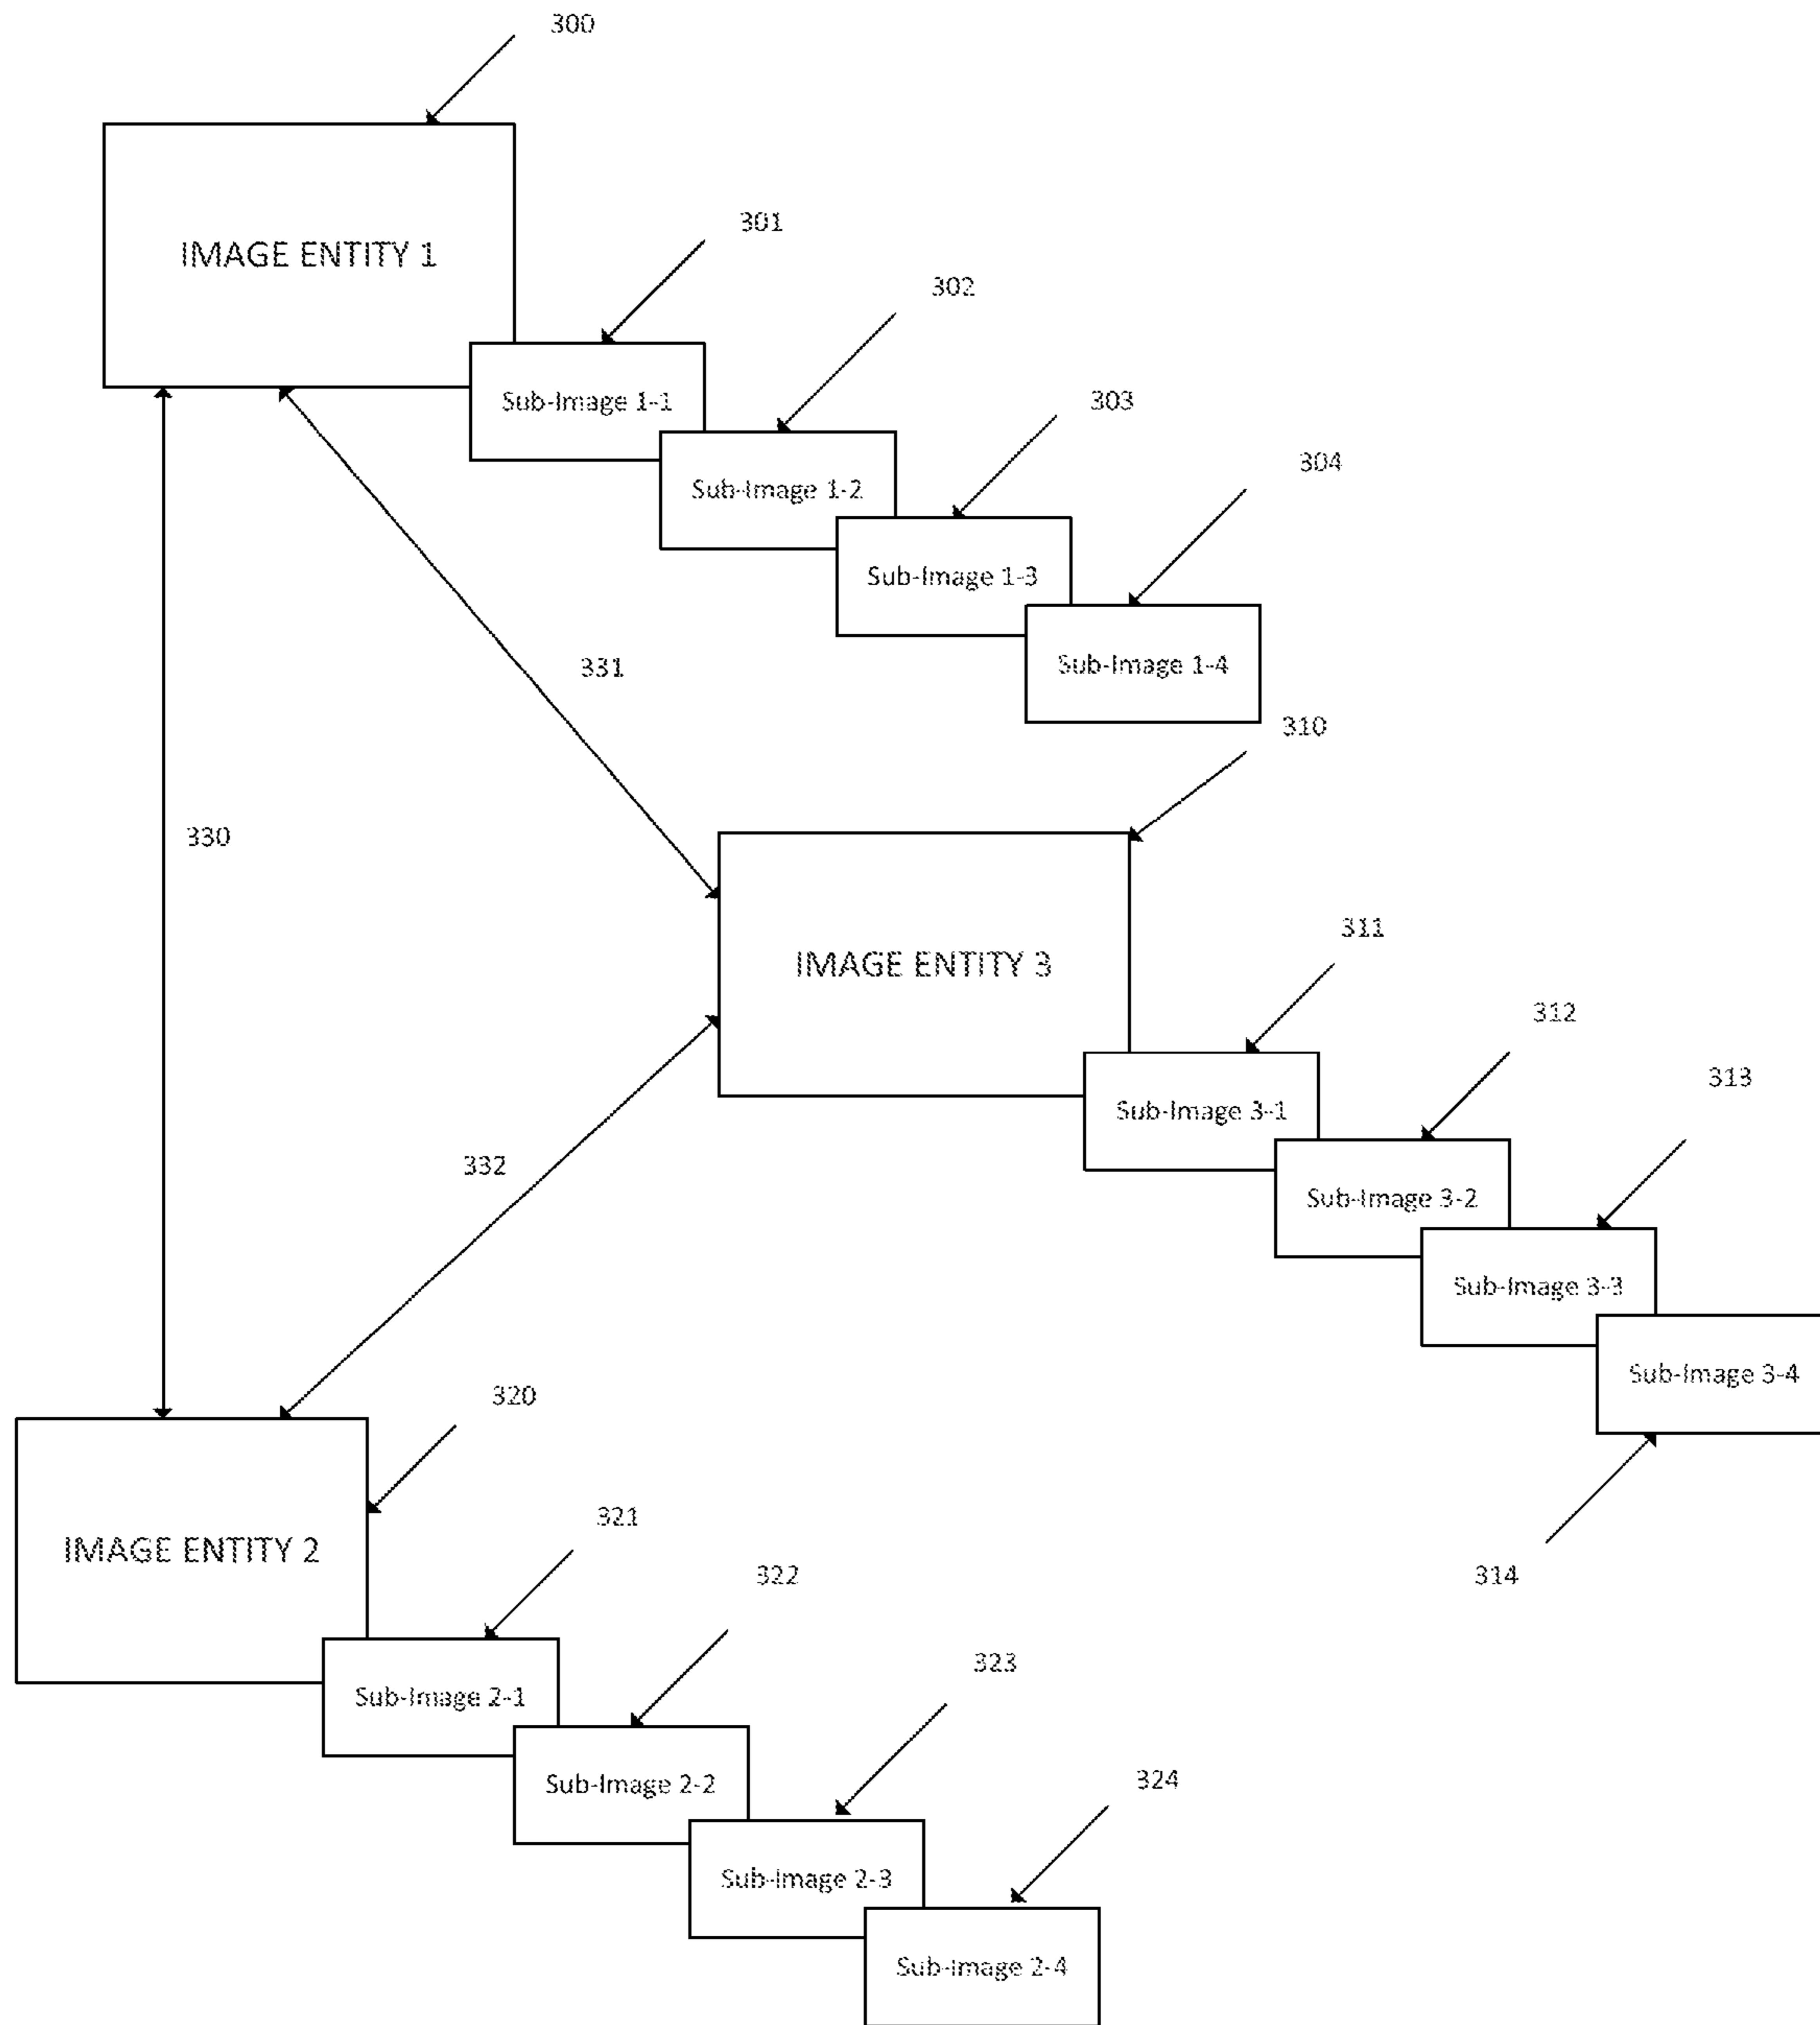 300
IMAGE ENTITY 1
301
302
303
304
Sub-Image 1-1
Sub-Image 1-2
Sub-Image 1-3
Sub-Image 1-4
331
330
310
IMAGE ENTITY 3
311
312
313
Sub-Image 3-1
Sub-Image 3-2
Sub-Image 3-3
Sub-Image 3-4
314
332
320
IMAGE ENTITY 2
321
322
323
324
Sub-Image 2-1
Sub-Image 2-2
Sub-Image 2-3
Sub-Image 2-4